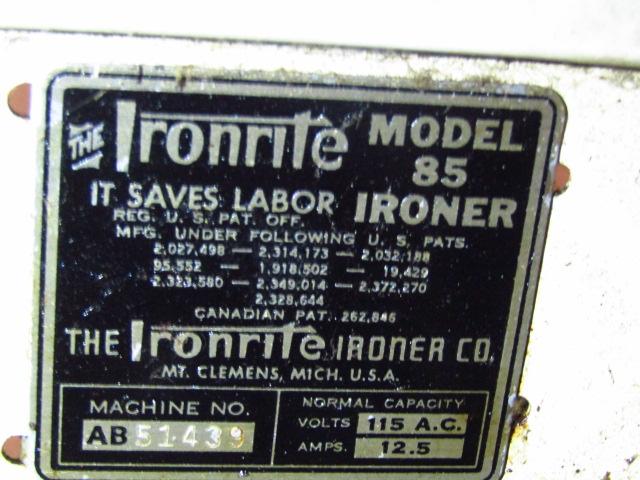 THE Ironrite MODEL 85
IT SAVES LABOR IRONER
REG. U. S. PAT. OFF.
MFG. UNDER FOLLOWING U. S. PATS.
2,027,498 — 2,314,173 — 2,032,188
95,552 — 1,918,502 — 19,429
2,323,580 — 2,349,014 — 2,372,270
2,328,644
CANADIAN PAT. 262,846
THE Ironrite IRONER CO.
MT. CLEMENS, MICH. U.S.A.
MACHINE NO.
AB 51439
NORMAL CAPACITY
VOLTS 115 A.C.
AMPS. 12.5